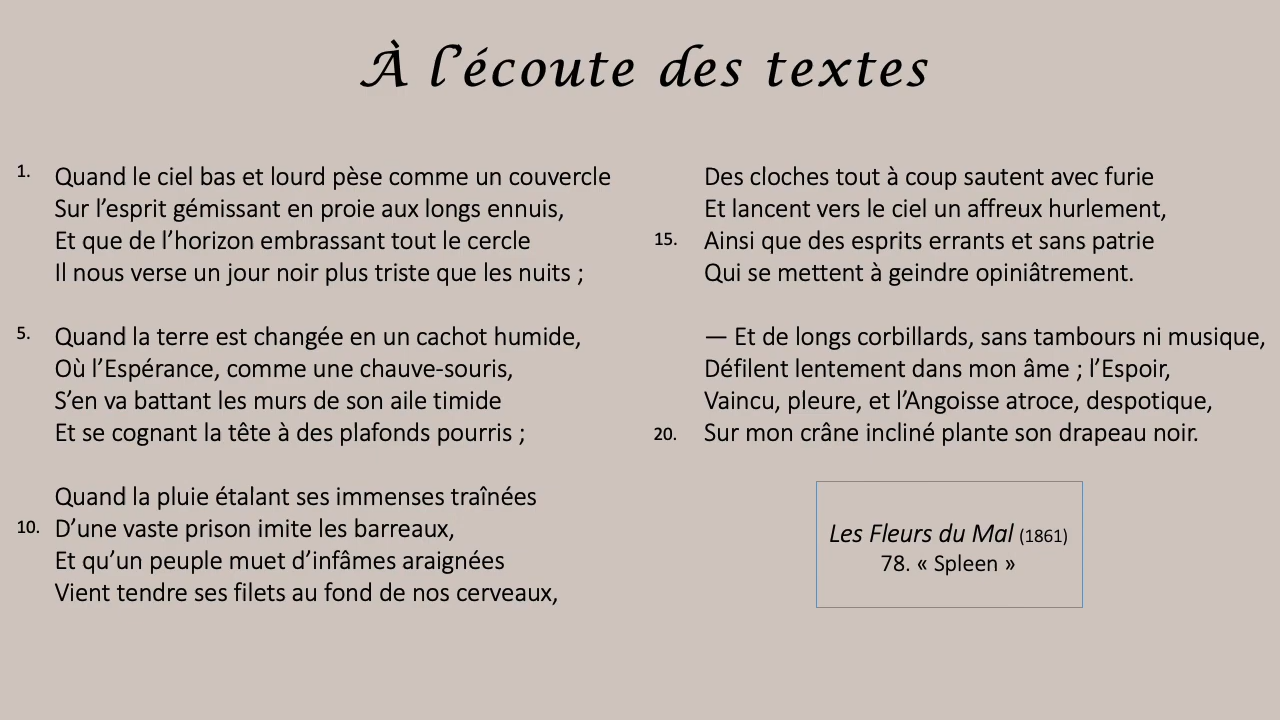 À l’écoute des textes
1. Quand le ciel bas et lourd pèse comme un couvercle
Sur l’esprit gémissant en proie aux longs ennuis,
Et que de l’horizon embrassant tout le cercle
Il nous verse un jour noir plus triste que les nuits ;
5. Quand la terre est changée en un cachot humide,
Où l’Espérance, comme une chauve-souris,
S’en va battant les murs de son aile timide
Et se cognant la tête à des plafonds pourris ;
Quand la pluie étalant ses immenses traînées
10. D’une vaste prison imite les barreaux,
Et qu’un peuple muet d’infâmes araignées
Vient tendre ses filets au fond de nos cerveaux,
Des cloches tout à coup sautent avec furie
Et lancent vers le ciel un affreux hurlement,
15. Ainsi que des esprits errants et sans patrie
Qui se mettent à geindre opiniâtrement.
— Et de longs corbillards, sans tambours ni musique,
Défilent lentement dans mon âme ; l’Espoir,
Vaincu, pleure, et l’Angoisse atroce, despotique,
20. Sur mon crâne incliné plante son drapeau noir.
Les Fleurs du Mal (1861)
78. « Spleen »